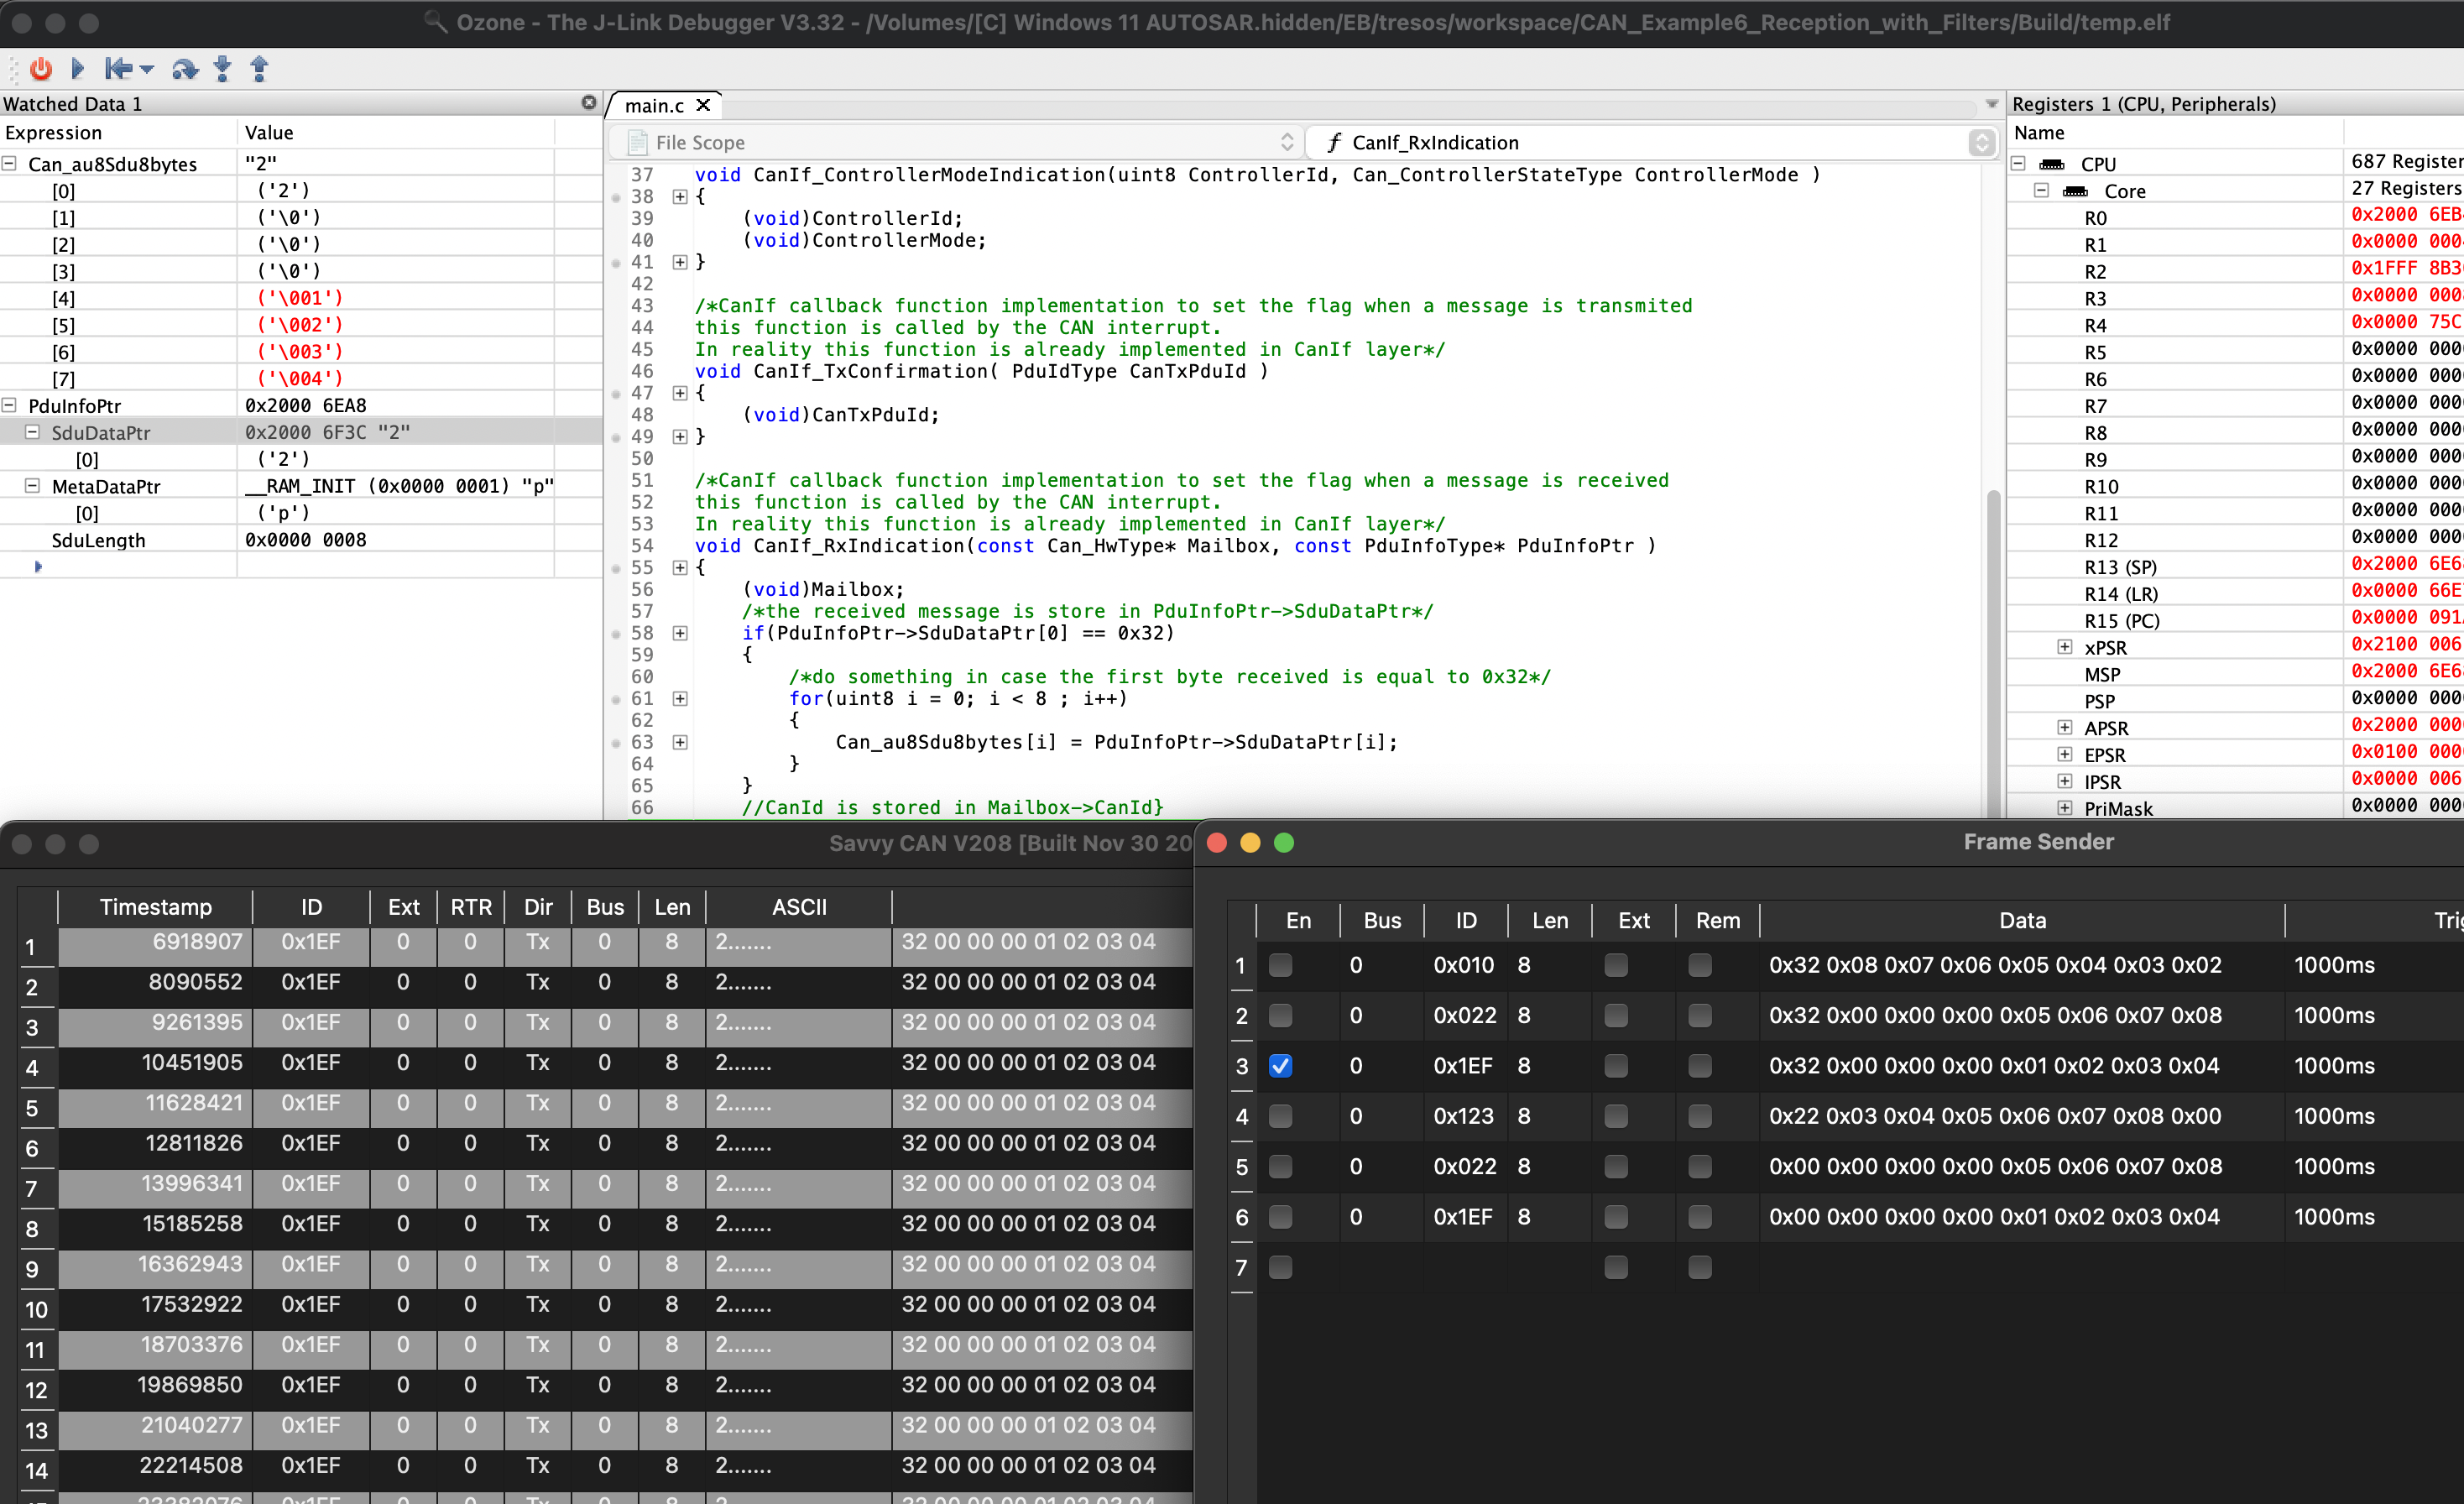 Ozone - The J-Link Debugger V3.32 - /Volumes/[C] Windows 11 AUTOSAR.hidden/EB/tresos/workspace/CAN_Example6_Reception_with_Filters/Build/temp.elf
Watched Data 1
Expression Value
Can_au8Sdu8bytes "2"
[0] ('2')
[1] ('\0')
[2] ('\0')
[3] ('\0')
[4] ('\001')
[5] ('\002')
[6] ('\003')
[7] ('\004')
PduInfoPtr 0x2000 6EA8
SduDataPtr 0x2000 6F3C "2"
[0] ('2')
MetaDataPtr __RAM_INIT (0x0000 0001) "p"
[0] ('p')
SduLength 0x0000 0008
main.c
File Scope
f CanIf_RxIndication
37 void CanIf_ControllerModeIndication(uint8 ControllerId, Can_ControllerStateType ControllerMode )
38 {
39 (void)ControllerId;
40 (void)ControllerMode;
41 }
42
43 /*CanIf callback function implementation to set the flag when a message is transmited
44 this function is called by the CAN interrupt.
45 In reality this function is already implemented in CanIf layer*/
46 void CanIf_TxConfirmation( PduIdType CanTxPduId )
47 {
48 (void)CanTxPduId;
49 }
50
51 /*CanIf callback function implementation to set the flag when a message is received
52 this function is called by the CAN interrupt.
53 In reality this function is already implemented in CanIf layer*/
54 void CanIf_RxIndication(const Can_HwType* Mailbox, const PduInfoType* PduInfoPtr )
55 {
56 (void)Mailbox;
57 /*the received message is store in PduInfoPtr->SduDataPtr*/
58 if(PduInfoPtr->SduDataPtr[0] == 0x32)
59 {
60 /*do something in case the first byte received is equal to 0x32*/
61 for(uint8 i = 0; i < 8 ; i++)
62 {
63 Can_au8Sdu8bytes[i] = PduInfoPtr->SduDataPtr[i];
64 }
65 }
66 //CanId is stored in Mailbox->CanId}
Registers 1 (CPU, Peripherals)
Name
CPU 687 Register
Core 27 Registers
R0 0x2000 6EB
R1 0x0000 000
R2 0x1FFF 8B3
R3 0x0000 000
R4 0x0000 75C
R5 0x0000 000
R6 0x0000 000
R7 0x0000 000
R8 0x0000 000
R9 0x0000 000
R10 0x0000 000
R11 0x0000 000
R12 0x0000 000
R13 (SP) 0x2000 6E6
R14 (LR) 0x0000 66E
R15 (PC) 0x0000 091
xPSR 0x2100 006
MSP 0x2000 6E6
PSP 0x0000 000
APSR 0x2000 000
EPSR 0x0100 000
IPSR 0x0000 006
PriMask 0x0000 000
Savvy CAN V208 [Built Nov 30 20
Timestamp ID Ext RTR Dir Bus Len ASCII
1 6918907 0x1EF 0 0 Tx 0 8 2....... 32 00 00 00 01 02 03 04
2 8090552 0x1EF 0 0 Tx 0 8 2....... 32 00 00 00 01 02 03 04
3 9261395 0x1EF 0 0 Tx 0 8 2....... 32 00 00 00 01 02 03 04
4 10451905 0x1EF 0 0 Tx 0 8 2....... 32 00 00 00 01 02 03 04
5 11628421 0x1EF 0 0 Tx 0 8 2....... 32 00 00 00 01 02 03 04
6 12811826 0x1EF 0 0 Tx 0 8 2....... 32 00 00 00 01 02 03 04
7 13996341 0x1EF 0 0 Tx 0 8 2....... 32 00 00 00 01 02 03 04
8 15185258 0x1EF 0 0 Tx 0 8 2....... 32 00 00 00 01 02 03 04
9 16362943 0x1EF 0 0 Tx 0 8 2....... 32 00 00 00 01 02 03 04
10 17532922 0x1EF 0 0 Tx 0 8 2....... 32 00 00 00 01 02 03 04
11 18703376 0x1EF 0 0 Tx 0 8 2....... 32 00 00 00 01 02 03 04
12 19869850 0x1EF 0 0 Tx 0 8 2....... 32 00 00 00 01 02 03 04
13 21040277 0x1EF 0 0 Tx 0 8 2....... 32 00 00 00 01 02 03 04
14 22214508 0x1EF 0 0 Tx 0 8 2....... 32 00 00 00 01 02 03 04
Frame Sender
En Bus ID Len Ext Rem Data Trig
1 0 0x010 8 0x32 0x08 0x07 0x06 0x05 0x04 0x03 0x02 1000ms
2 0 0x022 8 0x32 0x00 0x00 0x00 0x05 0x06 0x07 0x08 1000ms
3 0 0x1EF 8 0x32 0x00 0x00 0x00 0x01 0x02 0x03 0x04 1000ms
4 0 0x123 8 0x22 0x03 0x04 0x05 0x06 0x07 0x08 0x00 1000ms
5 0 0x022 8 0x00 0x00 0x00 0x00 0x05 0x06 0x07 0x08 1000ms
6 0 0x1EF 8 0x00 0x00 0x00 0x00 0x01 0x02 0x03 0x04 1000ms
7